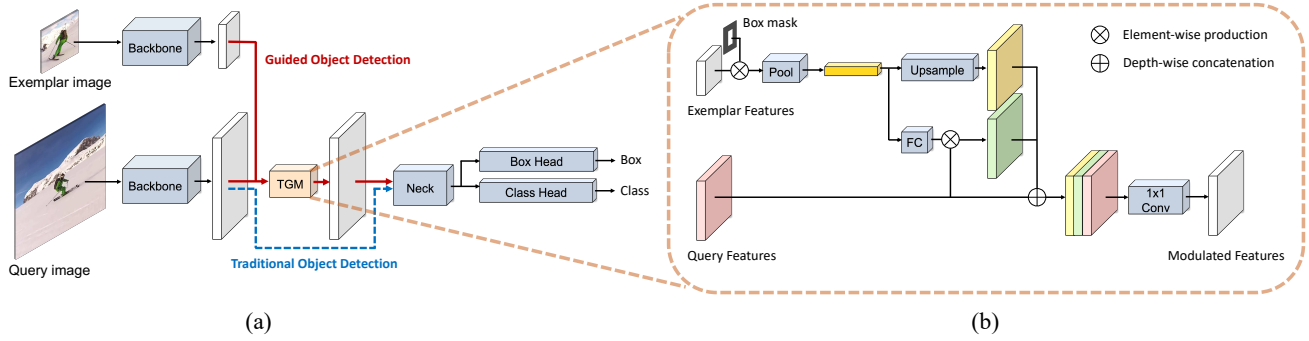 Exemplar image
Backbone
Guided Object Detection
Query image
Backbone
TGM
Neck
Box Head
Class Head
Box
Class
Traditional Object Detection
(a)
Box mask
Exemplar Features
Pool
Upsample
FC
Element-wise production
Depth-wise concatenation
Query Features
1x1
Conv
Modulated Features
(b)